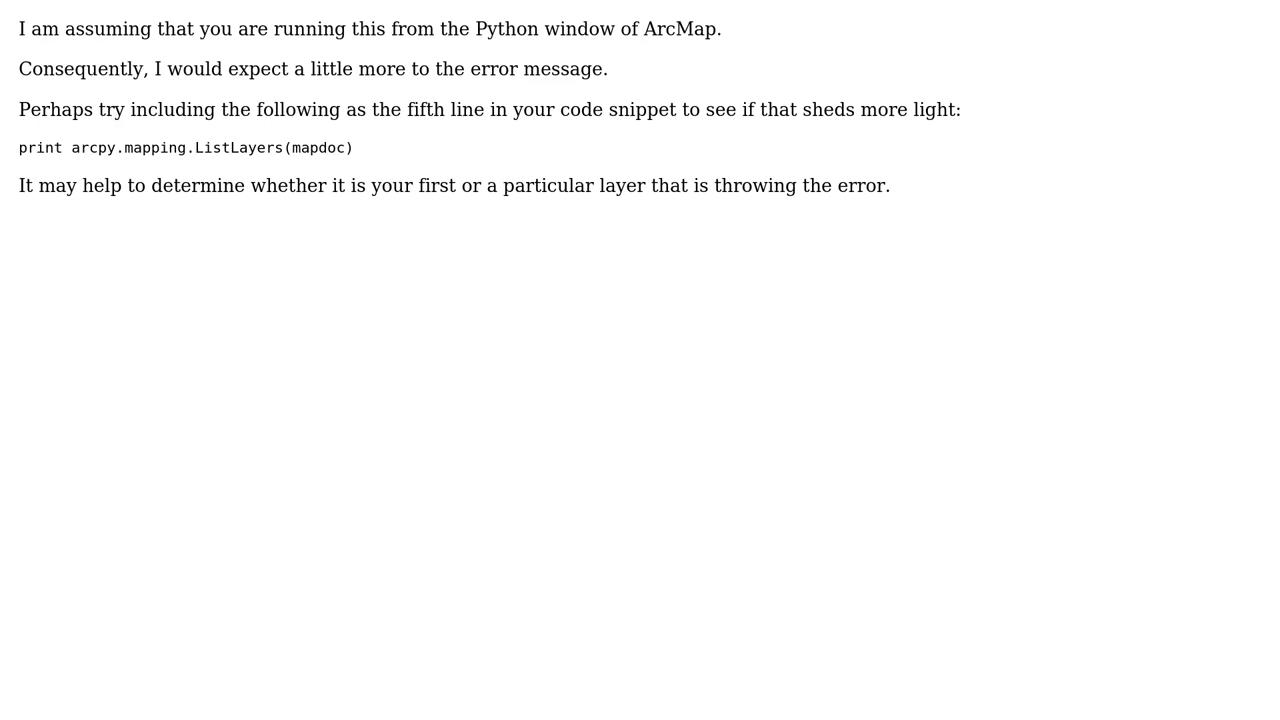 I am assuming that you are running this from the Python window of ArcMap.
Consequently, I would expect a little more to the error message.
Perhaps try including the following as the fifth line in your code snippet to see if that sheds more light:
print arcpy.mapping.ListLayers(mapdoc)
It may help to determine whether it is your first or a particular layer that is throwing the error.